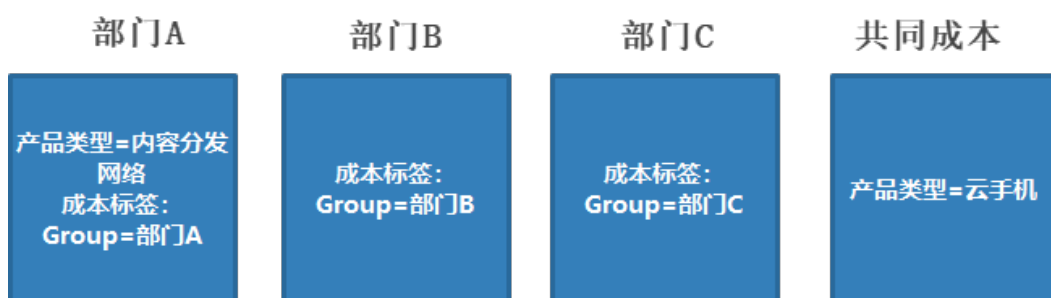 部门A
部门B
部门C
共同成本
产品类型=内容分发
网络
成本标签：
Group=部门A
成本标签：
Group=部门B
成本标签：
Group=部门C
产品类型=云手机